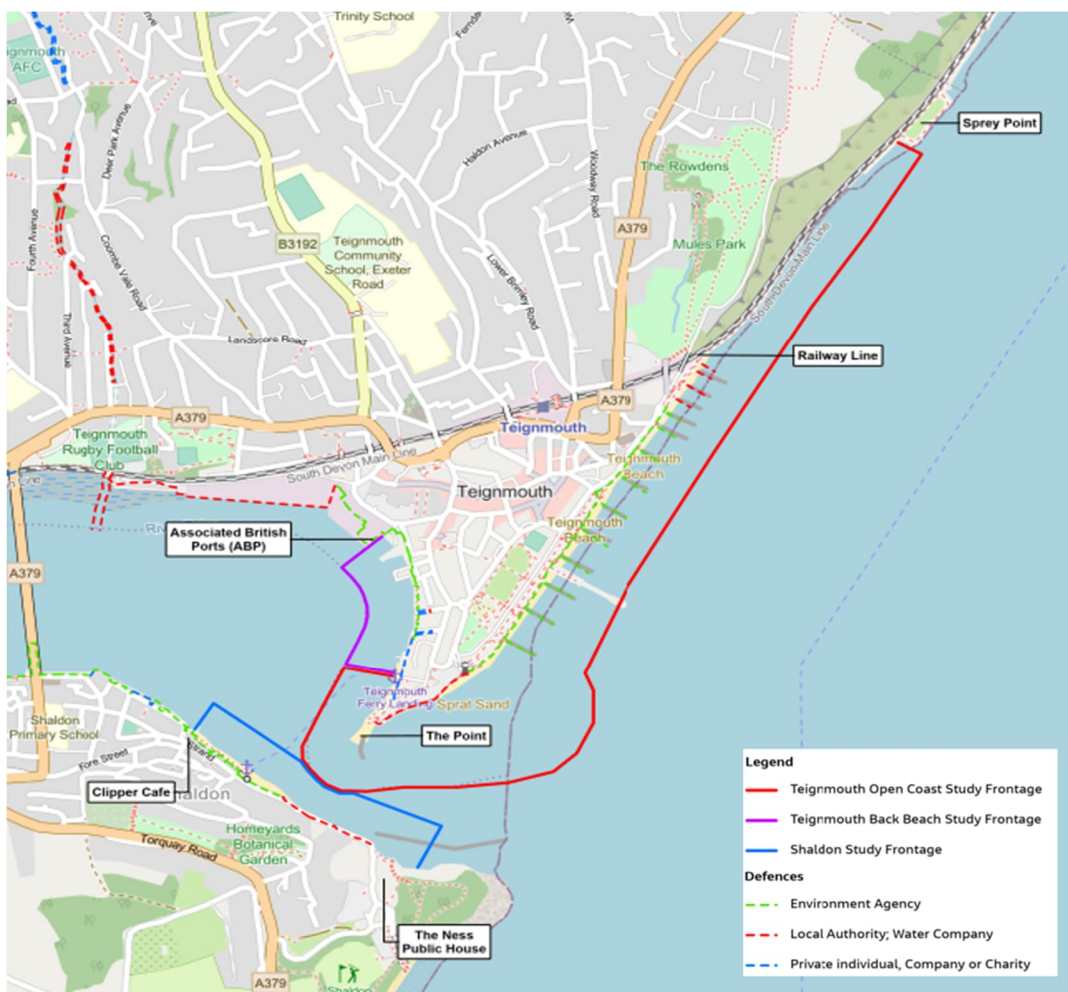 Trinity School
AFC
Deer Park Avenue
Haldon Avenue
Woodway Road
The Rowdens
Sprey Point
Fourth Avenue
Coombe Vale Road
B3192
Teignmouth
Community
School, Exeter
Road
A379
Mules Park
Lower Brimley Road
South Devon Main Line
Third Avenue
Landscore Road
Railway Line
A379
A379
Teignmouth
Teignmouth
Rugby Football
Club
South Devon Main Line
Teignmouth
Beach
Teignmouth
Teignmouth
Beach
Associated British
Ports (ABP)
A379
Teignmouth
Ferry Landing
Sprat Sand
Shaldon
Primary School
Strand
The Point
Fore Street
Clipper Cafe
Homeyards
Botanical
Garden
Torquay Road
The Ness
Public House
A379
Shaldon
Legend
Teignmouth Open Coast Study Frontage
Teignmouth Back Beach Study Frontage
Shaldon Study Frontage
Defences
Environment Agency
Local Authority; Water Company
Private individual, Company or Charity